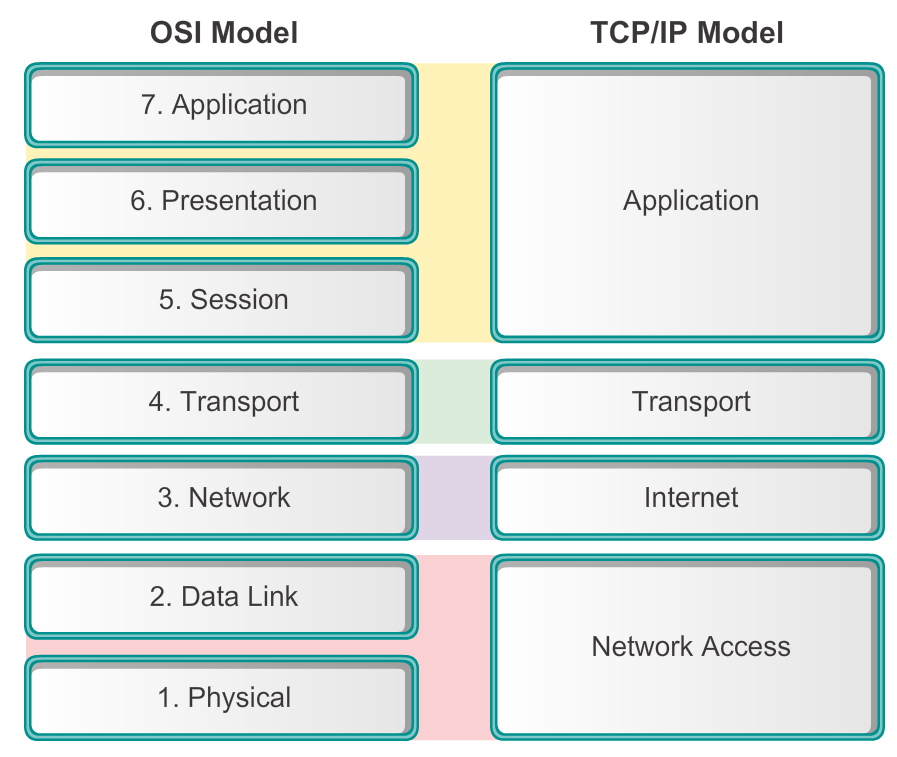 OSI Model
TCP/IP Model
7. Application
6. Presentation
5. Session
Application
4. Transport
Transport
3. Network
Internet
2. Data Link
1. Physical
Network Access